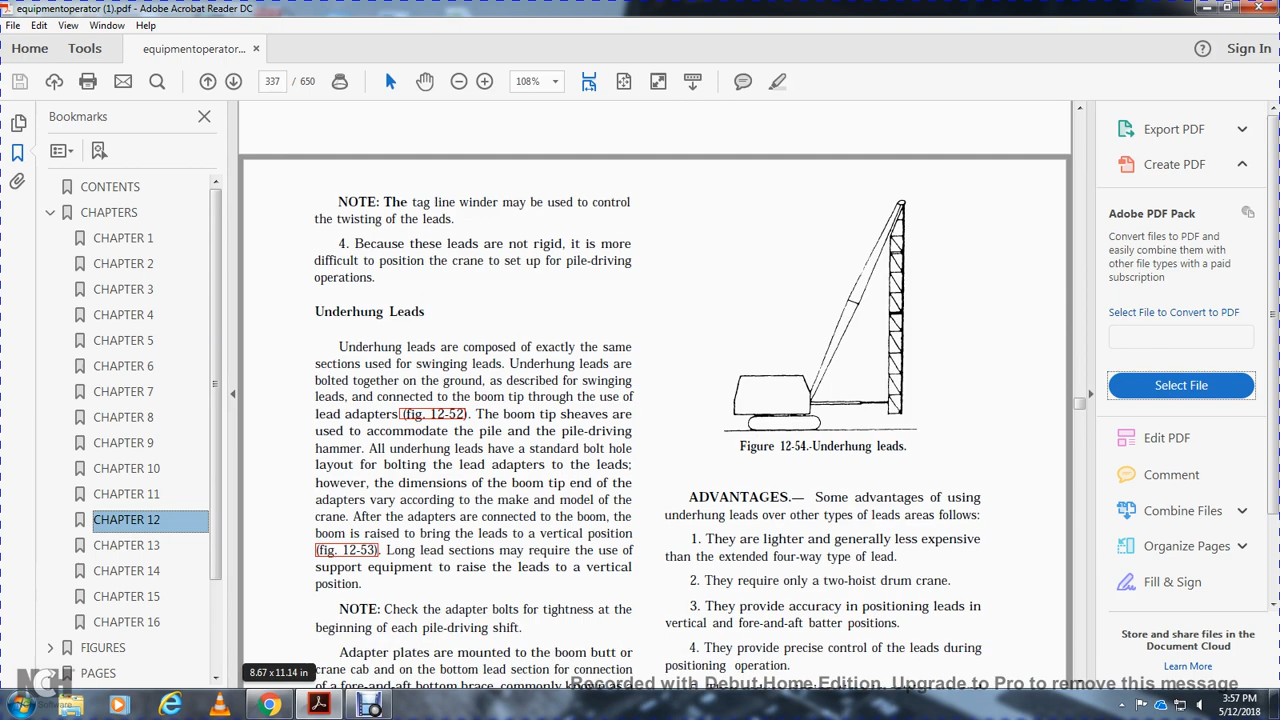 equipmentoperator (1).pdf - Adobe Acrobat Reader DC
File Edit View Window Help
Home Tools equipmentoperator... × Sign In
337 / 650 108%
Bookmarks
CONTENTS
CHAPTERS
CHAPTER 1
CHAPTER 2
CHAPTER 3
CHAPTER 4
CHAPTER 5
CHAPTER 6
CHAPTER 7
CHAPTER 8
CHAPTER 9
CHAPTER 10
CHAPTER 11
CHAPTER 12
CHAPTER 13
CHAPTER 14
CHAPTER 15
CHAPTER 16
FIGURES
PAGES
NOTE: The tag line winder may be used to control
the twisting of the leads.
4. Because these leads are not rigid, it is more
difficult to position the crane to set up for pile-driving
operations.
Underhung Leads
Underhung leads are composed of exactly the same
sections used for swinging leads. Underhung leads are
bolted together on the ground, as described for swinging
leads, and connected to the boom tip through the use of
lead adapters (fig. 12-52). The boom tip sheaves are
used to accommodate the pile and the pile-driving
hammer. All underhung leads have a standard bolt hole
layout for bolting the lead adapters to the leads;
however, the dimensions of the boom tip end of the
adapters vary according to the make and model of the
crane. After the adapters are connected to the boom, the
boom is raised to bring the leads to a vertical position
(fig. 12-53). Long lead sections may require the use of
support equipment to raise the leads to a vertical
position.
NOTE: Check the adapter bolts for tightness at the
beginning of each pile-driving shift.
Adapter plates are mounted to the boom butt or
crane cab and on the bottom lead section for connection
of a fore-and-aft bottom brace, commonly
8.67 x 11.14 in
Figure 12-54.-Underhung leads.
ADVANTAGES.— Some advantages of using
underhung leads over other types of leads areas follows:
1. They are lighter and generally less expensive
than the extended four-way type of lead.
2. They require only a two-hoist drum crane.
3. They provide accuracy in positioning leads in
vertical and fore-and-aft batter positions.
4. They provide precise control of the leads during
positioning operation.
Export PDF
Create PDF
Adobe PDF Pack
Convert files to PDF and
easily combine them with
other file types with a paid
subscription
Select File to Convert to PDF
Select File
Edit PDF
Comment
Combine Files
Organize Pages
Fill & Sign
Store and share files in the
Document Cloud
Learn More
Recorded with Debut Home Edition. Upgrade to Pro to remove this message
NCH
Software
3:57 PM
5/12/2018